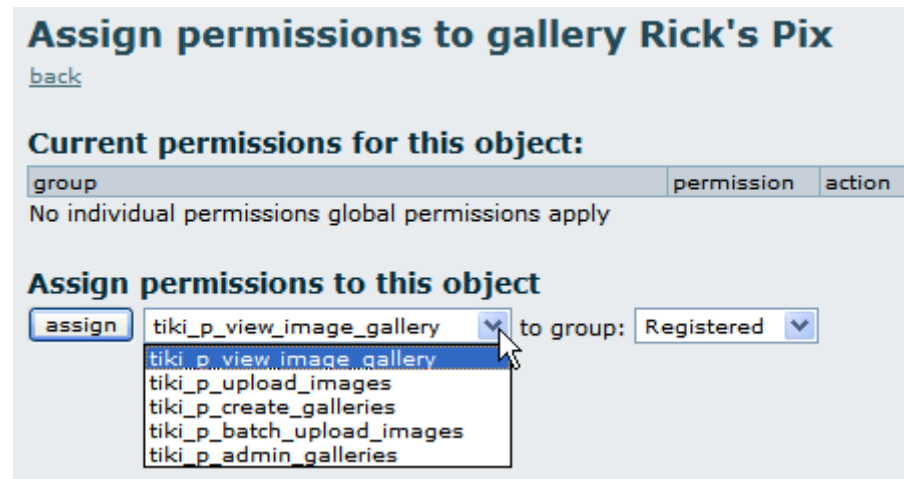 Assign permissions to gallery Rick's Pix
back
Current permissions for this object:
group permission action
No individual permissions global permissions apply
Assign permissions to this object
assign tiki_p_view_image_gallery to group: Registered
tiki_p_view_image_gallery
tiki_p_upload_images
tiki_p_create_galleries
tiki_p_batch_upload_images
tiki_p_admin_galleries